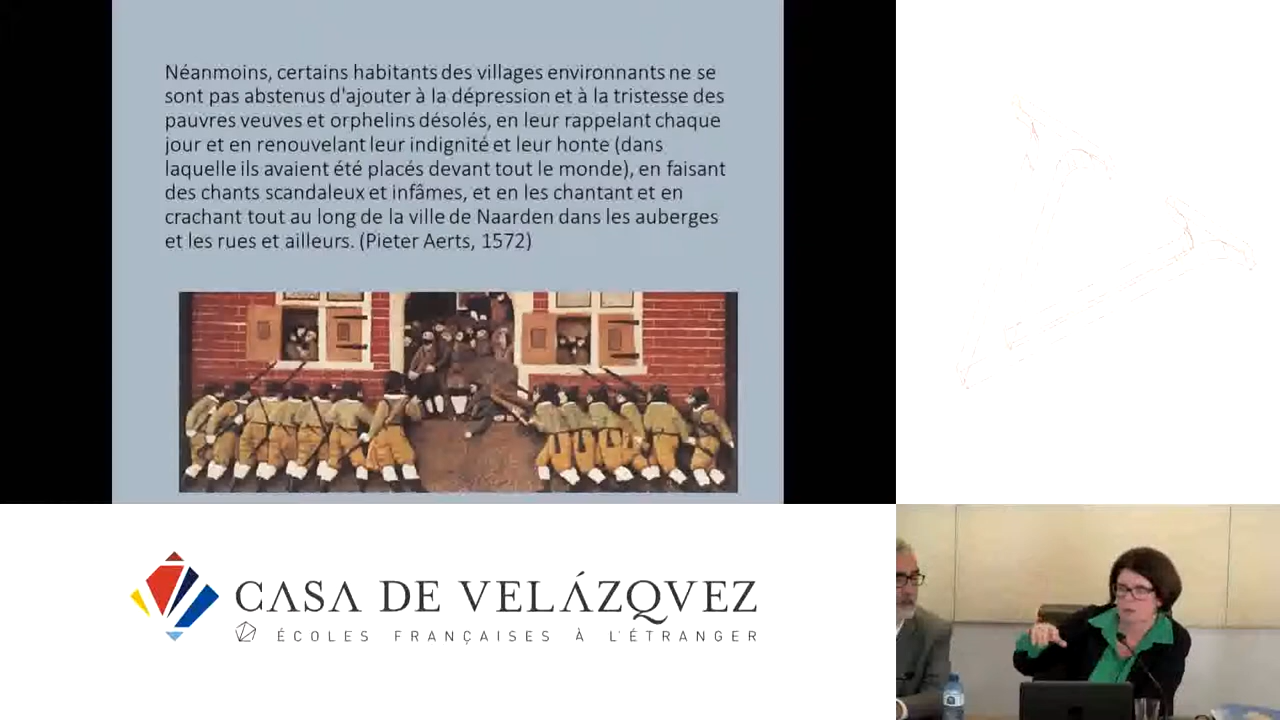 Néanmoins, certains habitants des villages environnants ne se
sont pas abstenus d'ajouter à la dépression et à la tristesse des
pauvres veuves et orphelins désolés, en leur rappelant chaque
jour et en renouvelant leur indignité et leur honte (dans
laquelle ils avaient été placés devant tout le monde), en faisant
des chants scandaleux et infâmes, et en les chantant et en
crachant tout au long de la ville de Naarden dans les auberges
et les rues et ailleurs. (Pieter Aerts, 1572)
CASA DE VELÁZQVEZ
ÉCOLES FRANÇAISES À L'ÉTRANGER